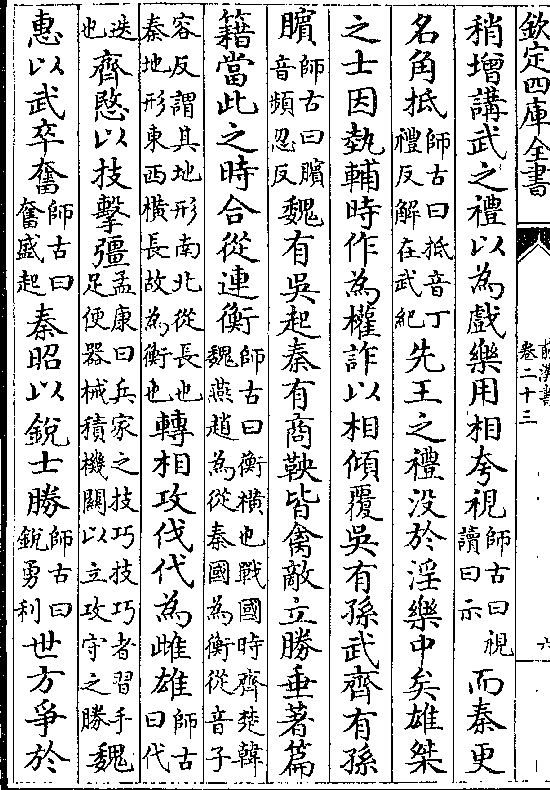 欽定四庫全書
前漢書
卷二十三
六
稍增講武之禮以為戲樂用相夸視師古曰視讀曰示而秦更
名角抵師古曰抵音丁禮反解在武紀先王之禮没於淫樂中矣雄桀
之士因埶輔時作為權詐以相傾覆吳有孫武齊有孫
臏師古曰臏音頻忍反魏有吳起秦有商鞅皆禽敵立勝垂著篇
籍當此之時合從連衡師古曰衡橫也戰國時齊楚韓魏燕趙為從秦國為衡從音子
容反謂其地形南北從長也秦地形東西橫長故為衡也轉相攻伐代為雌雄師古曰代
迭也齊愍以技擊彊孟康曰兵家之技巧技巧者習手足便器械積機關以立攻守之勝魏
惠以武卒奮師古曰奮盛起秦昭以銳士勝師古曰銳勇利世方爭於